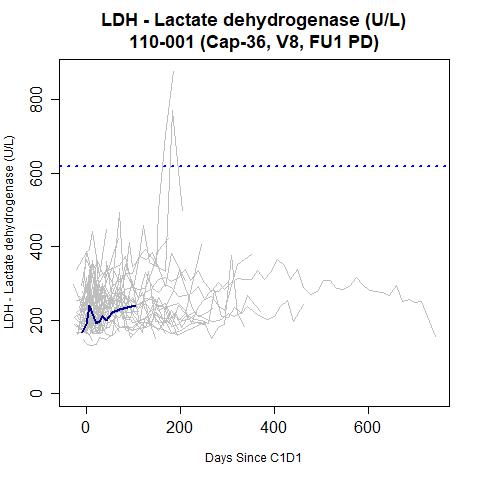 LDH - Lactate dehydrogenase (U/L)
110-001 (Cap-36, V8, FU1 PD)
LDH - Lactate dehydrogenase (U/L)
800
600
400
200
0
0 200 400 600
Days Since C1D1